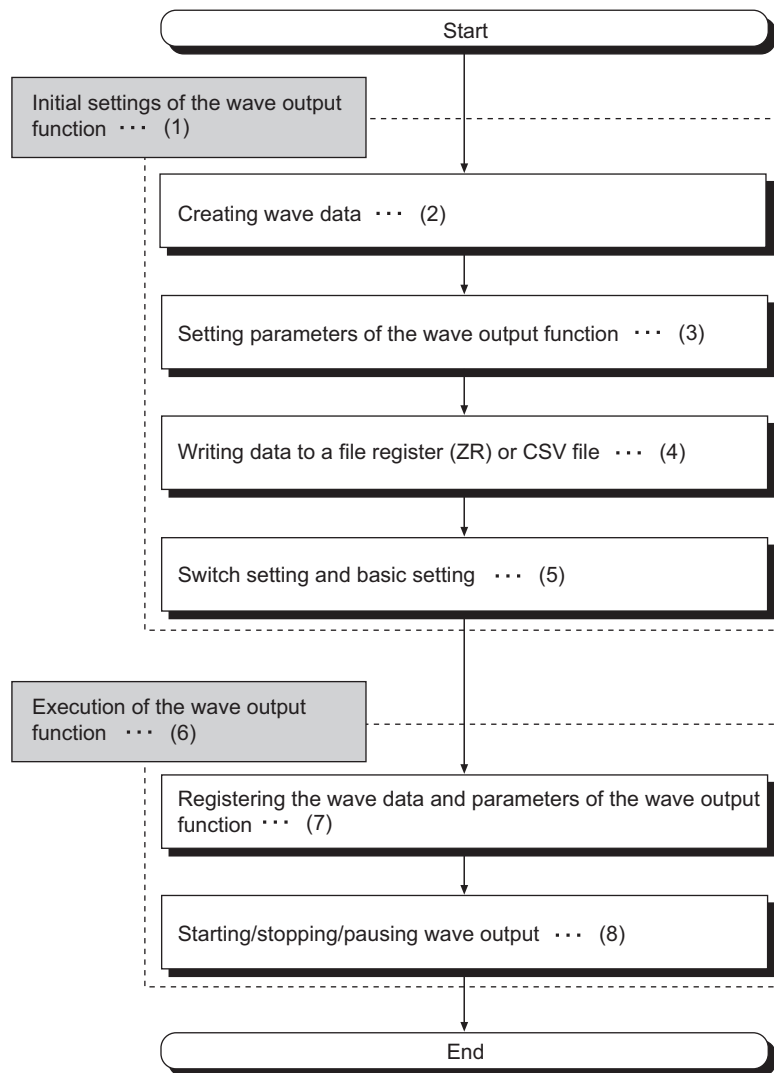 Start
Initial settings of the wave output
function ··· (1)
Creating wave data ··· (2)
Setting parameters of the wave output function ··· (3)
Writing data to a file register (ZR) or CSV file ··· (4)
Switch setting and basic setting ··· (5)
Execution of the wave output
function ··· (6)
Registering the wave data and parameters of the wave output
function ··· (7)
Starting/stopping/pausing wave output ··· (8)
End